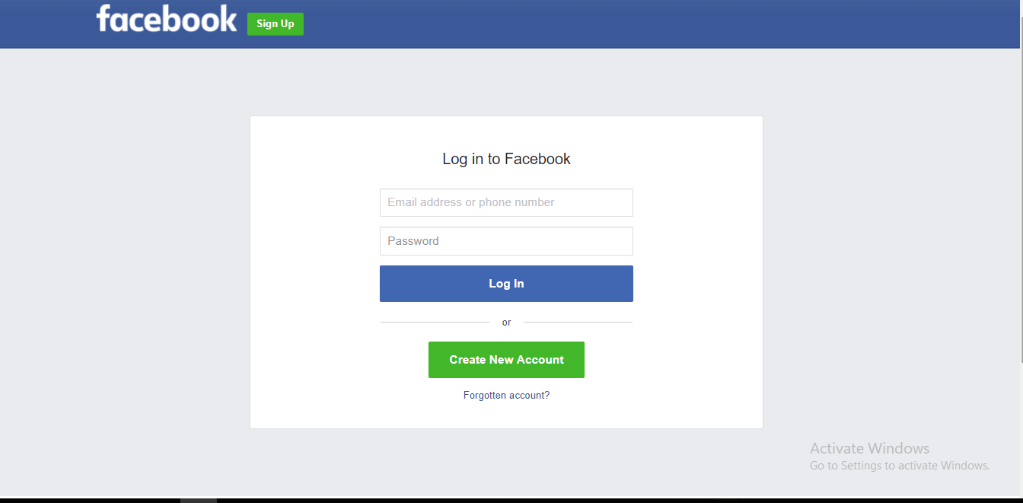 facebook
Sign Up
Log in to Facebook
Email address or phone number
Password
Log In
or
Create New Account
Forgotten account?
Activate Windows
Go to Settings to activate Windows.